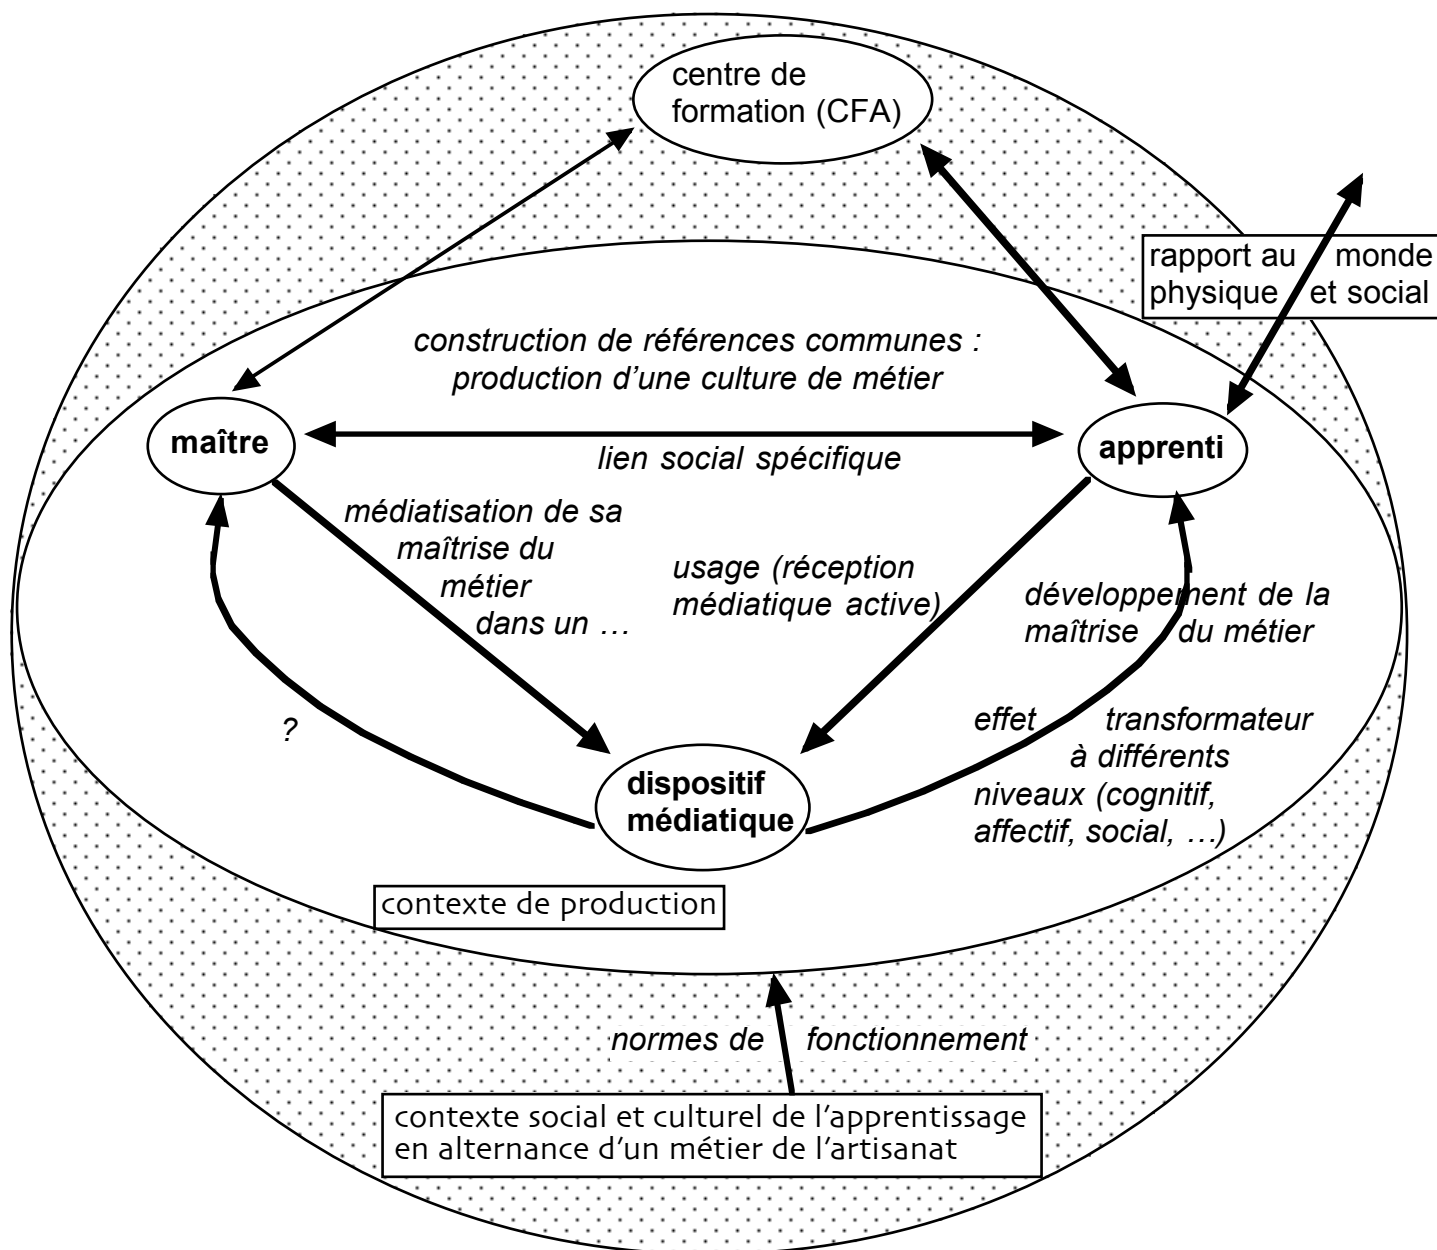 centre de
formation (CFA)
rapport au monde
physique et social
construction de références communes :
production d’une culture de métier
maître
apprenti
lien social spécifique
médiatisation de sa
maîtrise du
métier
dans un …
usage (réception
médiatique active)
développement de la
maîtrise du métier
?
effet transformateur
à différents
niveaux (cognitif,
affectif, social, …)
dispositif
médiatique
contexte de production
normes de fonctionnement
contexte social et culturel de l’apprentissage
en alternance d’un métier de l’artisanat